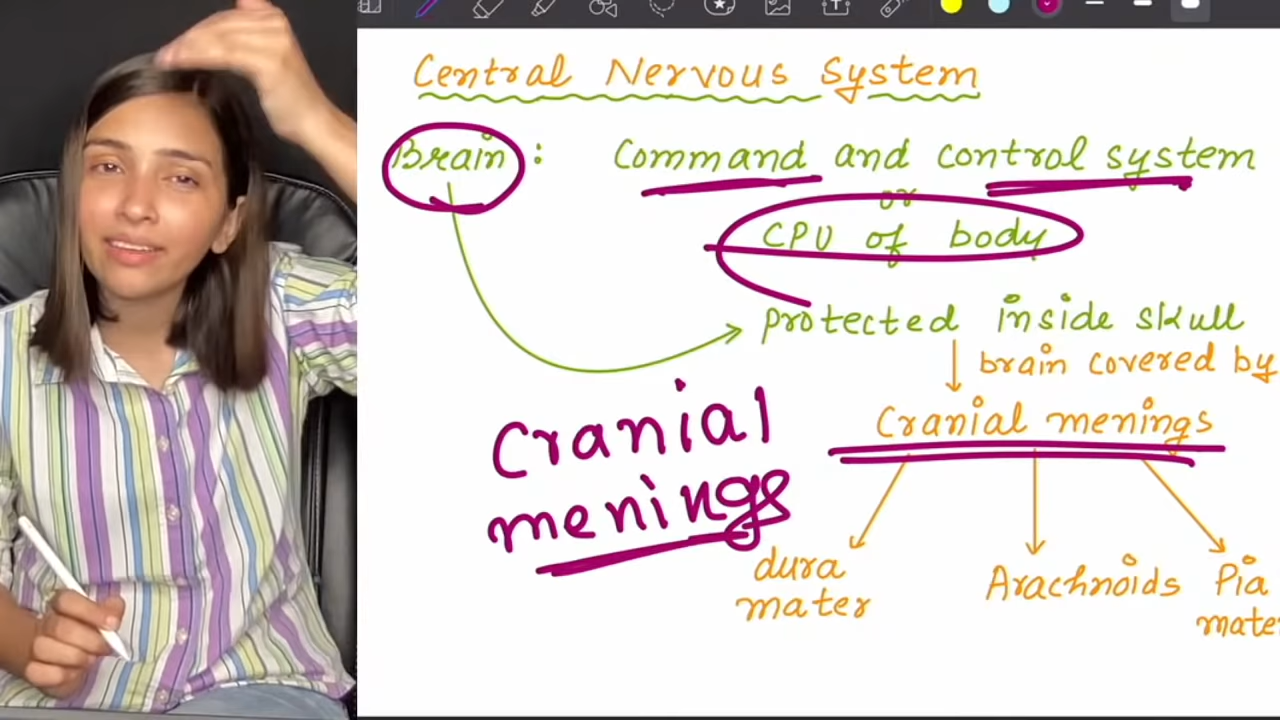 Central Nervous System
Brain : Command and control system
or
CPU of body
protected inside skull
brain covered by
Cranial menings
Cranial
menings
dura
mater
Arachnoids
Pia
mate